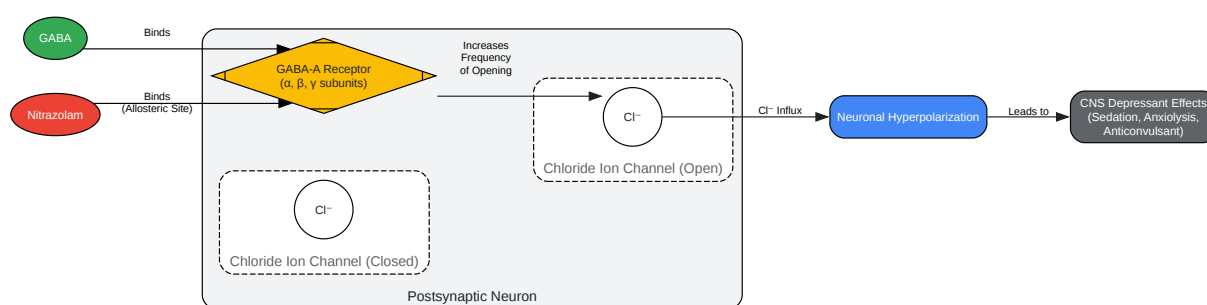 GABA
Binds
GABA-A Receptor
(α, β, γ subunits)
Increases
Frequency
of Opening
Nitrazolam
Binds
(Allosteric Site)
Cl⁻
Chloride Ion Channel (Open)
Cl⁻ Influx
Neuronal Hyperpolarization
Leads to
CNS Depressant Effects
(Sedation, Anxiolysis,
Anticonvulsant)
Cl⁻
Chloride Ion Channel (Closed)
Postsynaptic Neuron